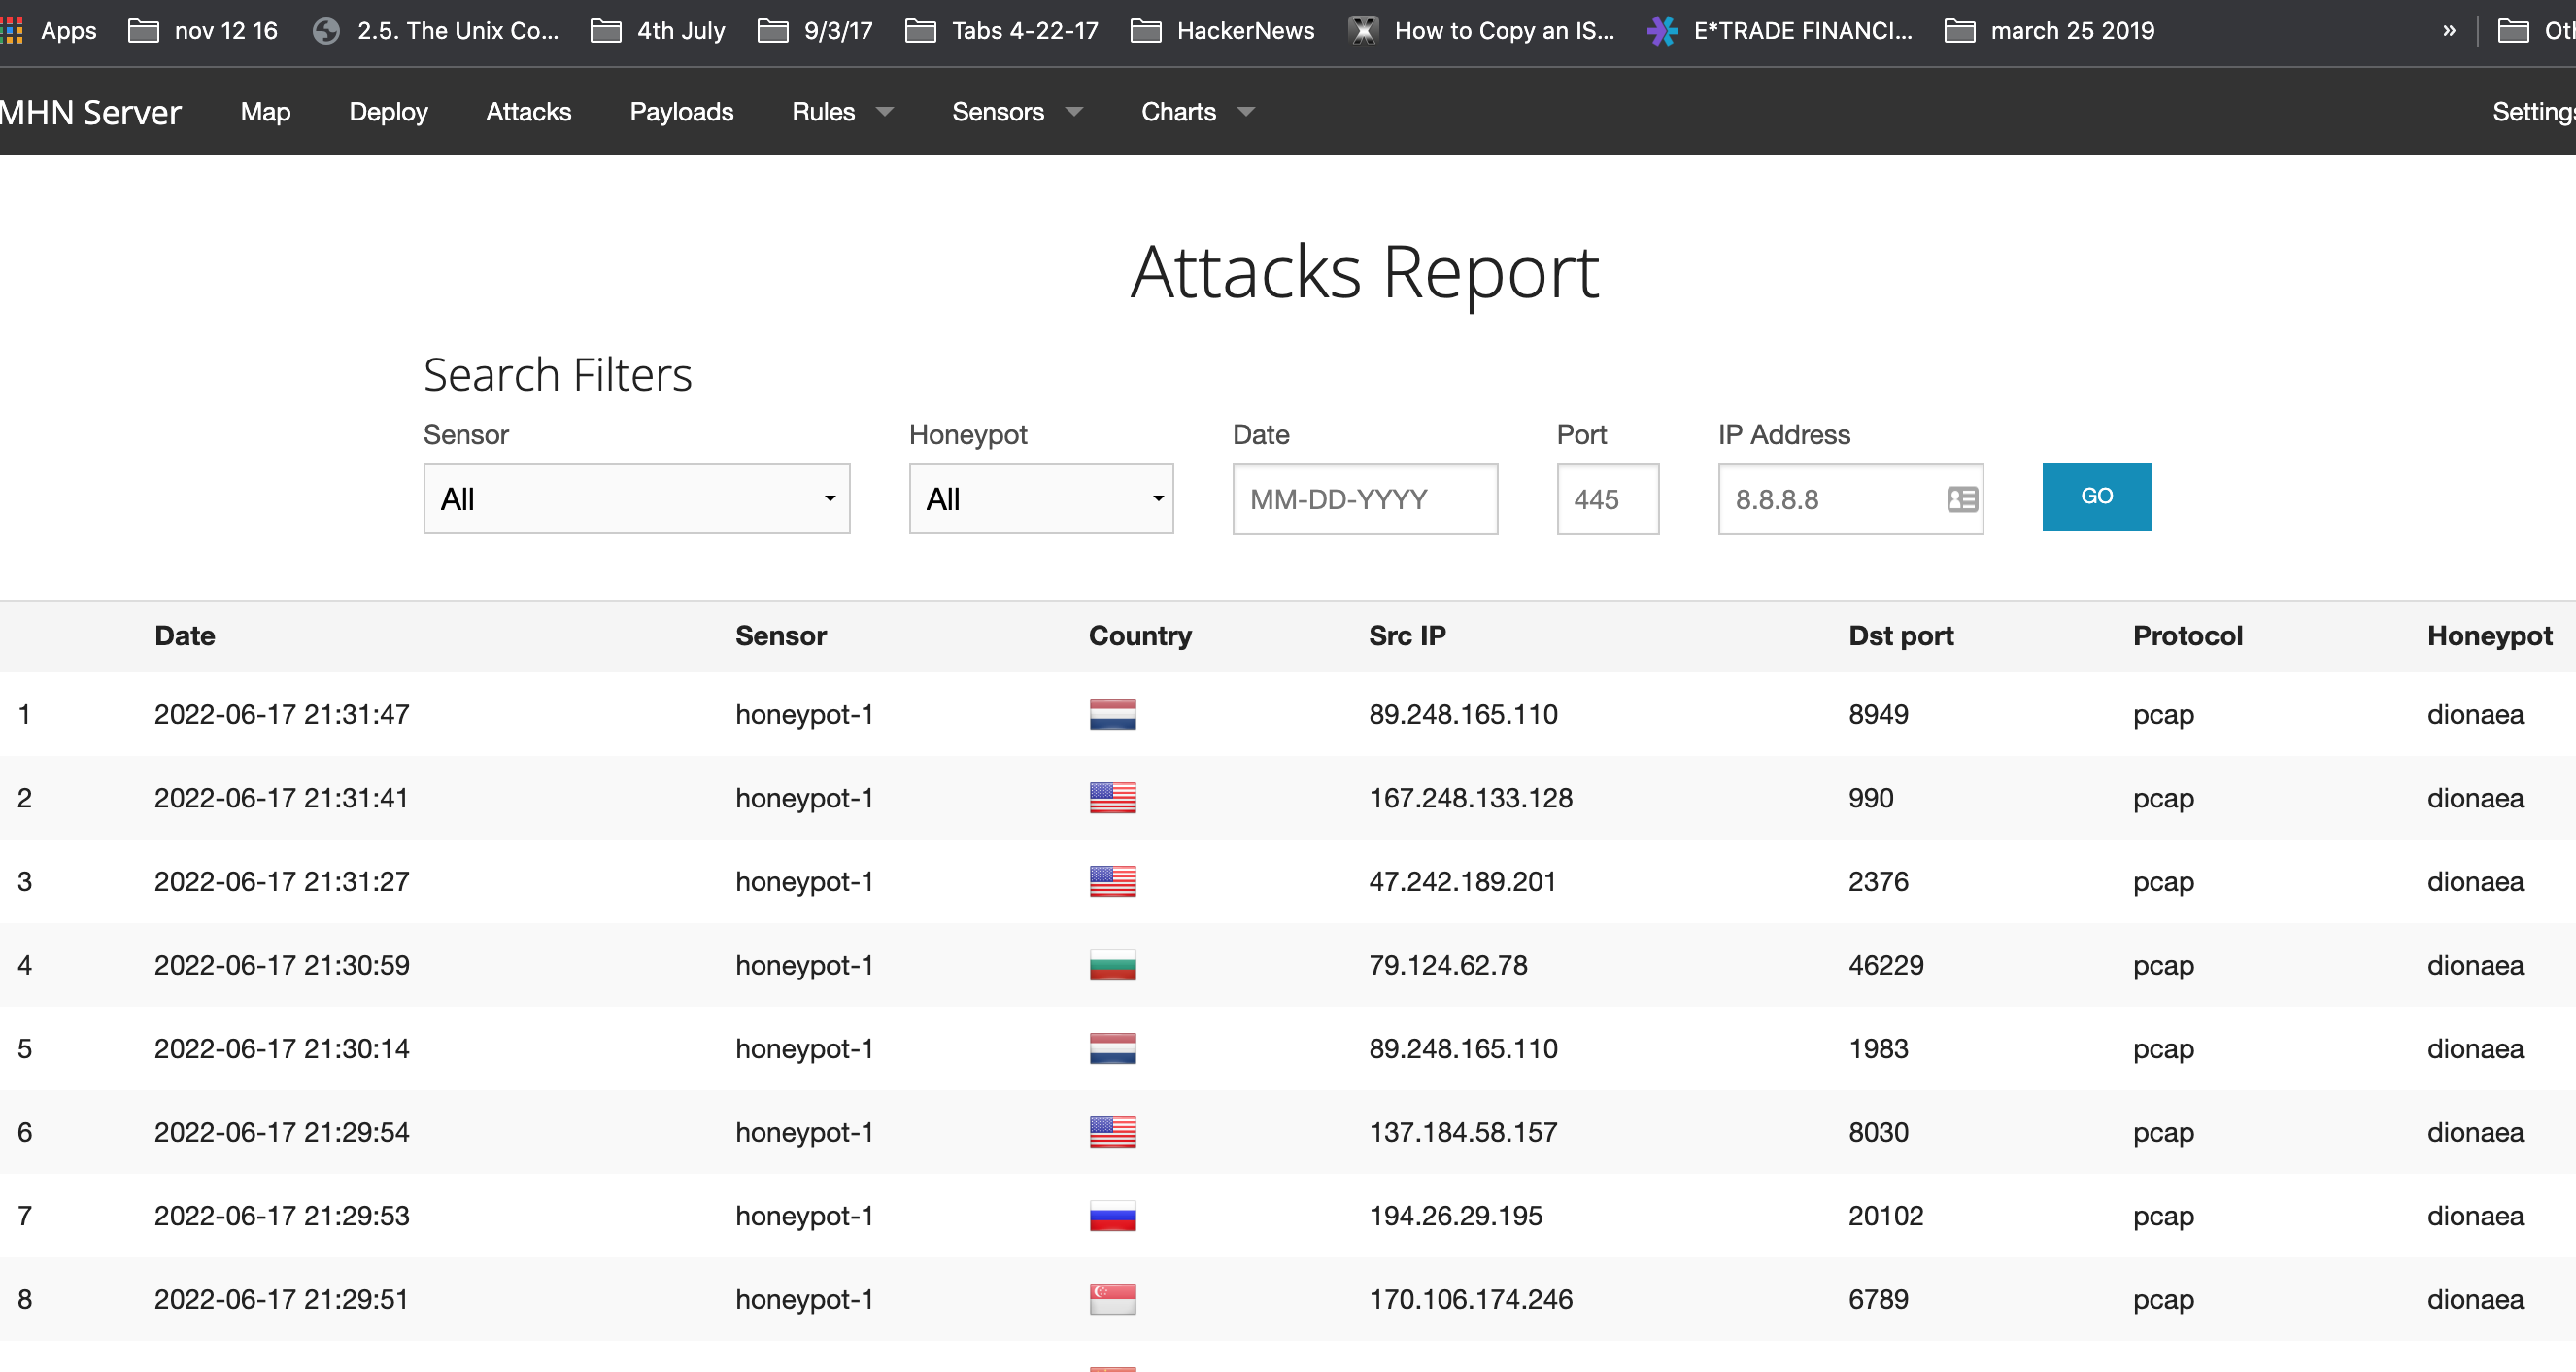 Apps nov 12 16 2.5. The Unix Co... 4th July 9/3/17 Tabs 4-22-17 HackerNews How to Copy an IS... E*TRADE FINANCI... march 25 2019 » Oth
MHN Server Map Deploy Attacks Payloads Rules Sensors Charts Settings
Attacks Report
Search Filters
Sensor Honeypot Date Port IP Address
All All MM-DD-YYYY 445 8.8.8.8 GO
Date Sensor Country Src IP Dst port Protocol Honeypot
1 2022-06-17 21:31:47 honeypot-1 89.248.165.110 8949 pcap dionaea
2 2022-06-17 21:31:41 honeypot-1 167.248.133.128 990 pcap dionaea
3 2022-06-17 21:31:27 honeypot-1 47.242.189.201 2376 pcap dionaea
4 2022-06-17 21:30:59 honeypot-1 79.124.62.78 46229 pcap dionaea
5 2022-06-17 21:30:14 honeypot-1 89.248.165.110 1983 pcap dionaea
6 2022-06-17 21:29:54 honeypot-1 137.184.58.157 8030 pcap dionaea
7 2022-06-17 21:29:53 honeypot-1 194.26.29.195 20102 pcap dionaea
8 2022-06-17 21:29:51 honeypot-1 170.106.174.246 6789 pcap dionaea